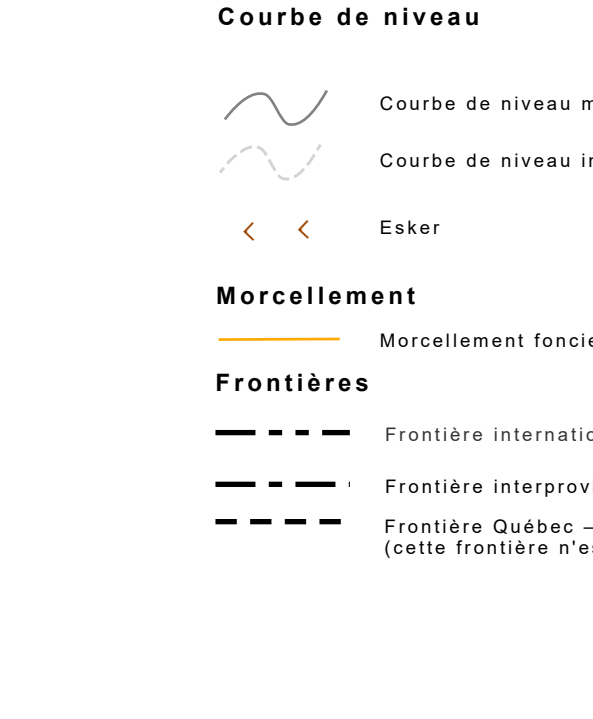 Courbe de niveau
Courbe de niveau
Courbe de niveau
Esker
Morcellement
Morcellement
Frontières
Frontière
Frontière
Frontière Québec –
(cette frontière